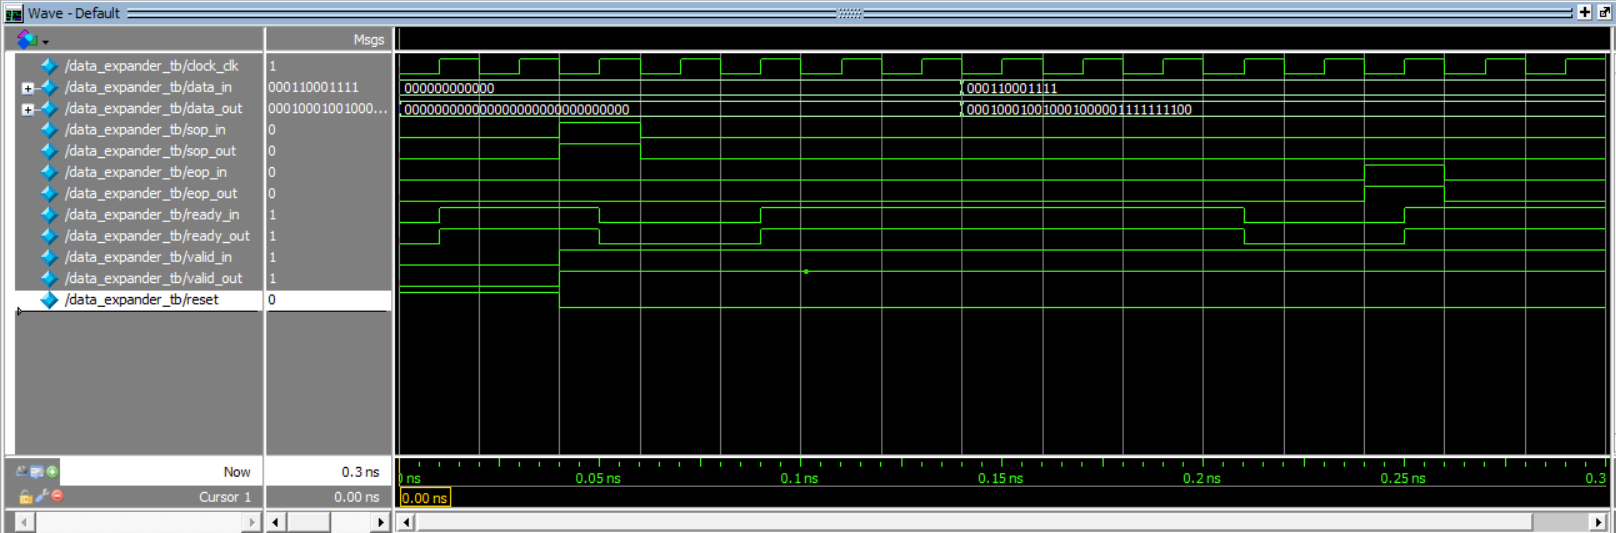 Wave - Default
Msgs
/data_expander_tb/clock_clk 1
/data_expander_tb/data_in 000110001111 000000000000 000110001111
/data_expander_tb/data_out 00010001001000... 000000000000000000000000000000 000100010010001000001111111100
/data_expander_tb/sop_in 0
/data_expander_tb/sop_out 0
/data_expander_tb/eop_in 0
/data_expander_tb/eop_out 0
/data_expander_tb/ready_in 1
/data_expander_tb/ready_out 1
/data_expander_tb/valid_in 1
/data_expander_tb/valid_out 1
/data_expander_tb/reset 0
Now 0.3 ns ns 0.05 ns 0.1 ns 0.15 ns 0.2 ns 0.25 ns 0.3
Cursor 1 0.00 ns 0.00 ns